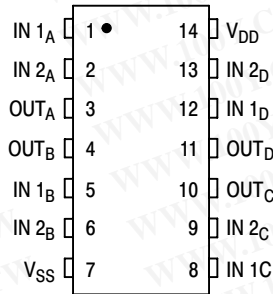 IN 1A 1 14 VDD
IN 2A 2 13 IN 2D
OUTA 3 12 IN 1D
OUTB 4 11 OUTD
IN 1B 5 10 OUTC
IN 2B 6 9 IN 2C
VSS 7 8 IN 1C